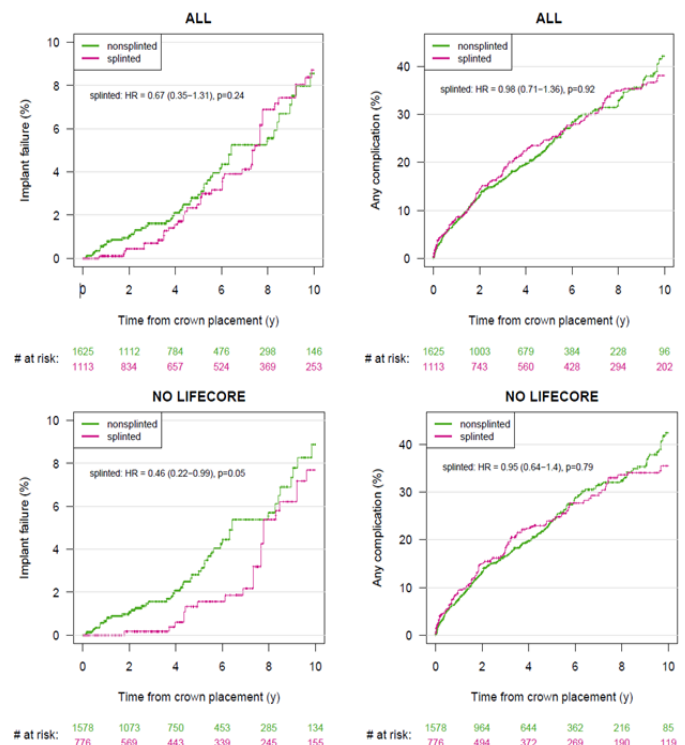 ALL
nonsplinted
splinted
splinted: HR = 0.67 (0.35−1.31), p=0.24
Implant failure (%)
10
8
6
4
2
0
0 2 4 6 8 10
Time from crown placement (y)
# at risk:
1625 1112 784 476 298 146
1113 834 657 524 369 253
ALL
nonsplinted
splinted
splinted: HR = 0.98 (0.71−1.36), p=0.92
Any complication (%)
40
30
20
10
0
0 2 4 6 8 10
Time from crown placement (y)
1625 1003 679 384 228 96
1113 743 560 428 294 202
NO LIFECORE
nonsplinted
splinted
splinted: HR = 0.46 (0.22−0.99), p=0.05
Implant failure (%)
10
8
6
4
2
0
0 2 4 6 8 10
Time from crown placement (y)
# at risk:
1578 1073 750 453 285 134
776 569 443 339 245 155
NO LIFECORE
nonsplinted
splinted
splinted: HR = 0.95 (0.64−1.4), p=0.79
Any complication (%)
40
30
20
10
0
0 2 4 6 8 10
Time from crown placement (y)
1578 964 644 362 216 85
776 494 372 269 190 119